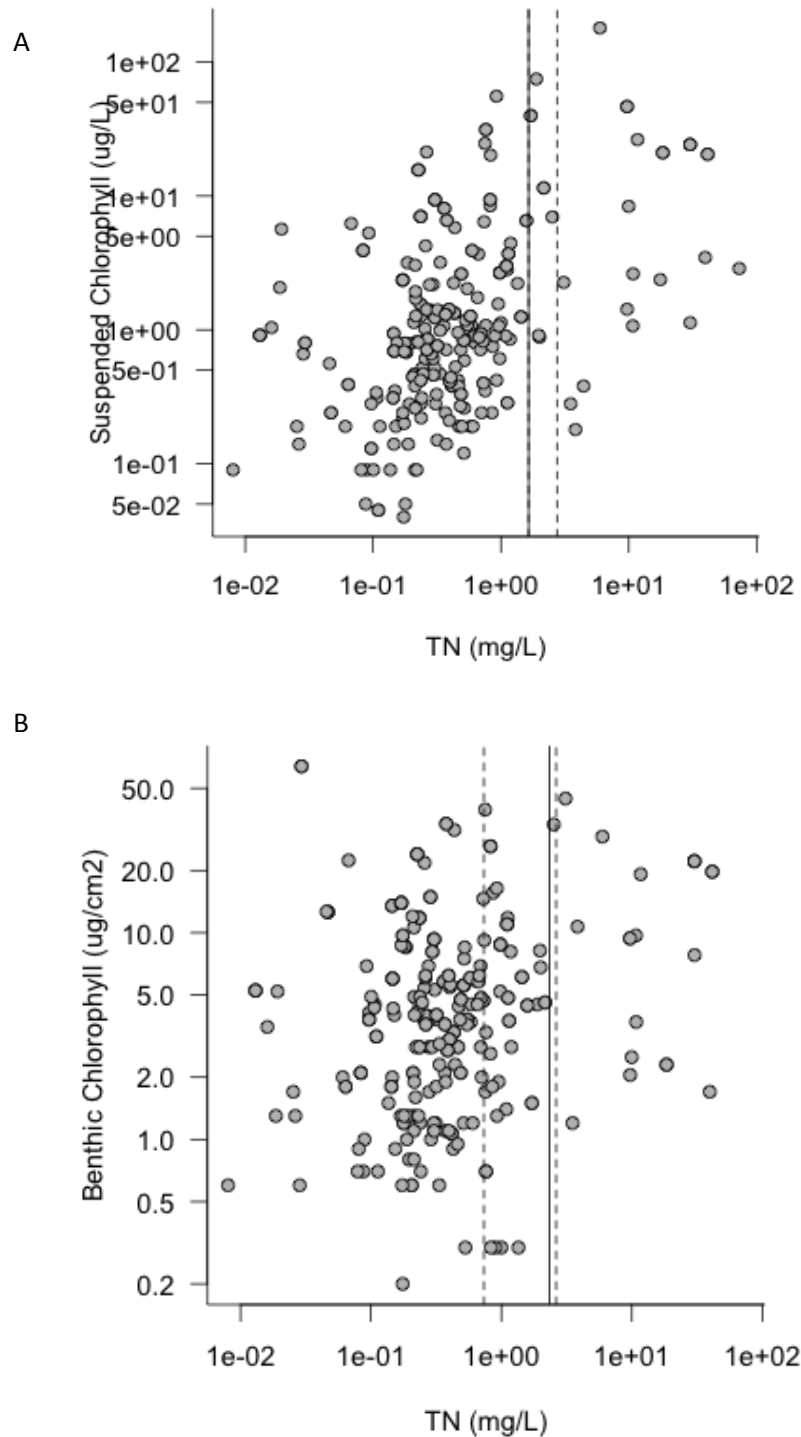 A
Suspended Chlorophyll (ug/L)
1e+02
5e+01
1e+01
5e+00
1e+00
5e-01
1e-01
5e-02
1e-02 1e-01 1e+00 1e+01 1e+02
TN (mg/L)
B
Benthic Chlorophyll (ug/cm2)
50.0
20.0
10.0
5.0
2.0
1.0
0.5
0.2
1e-02 1e-01 1e+00 1e+01 1e+02
TN (mg/L)